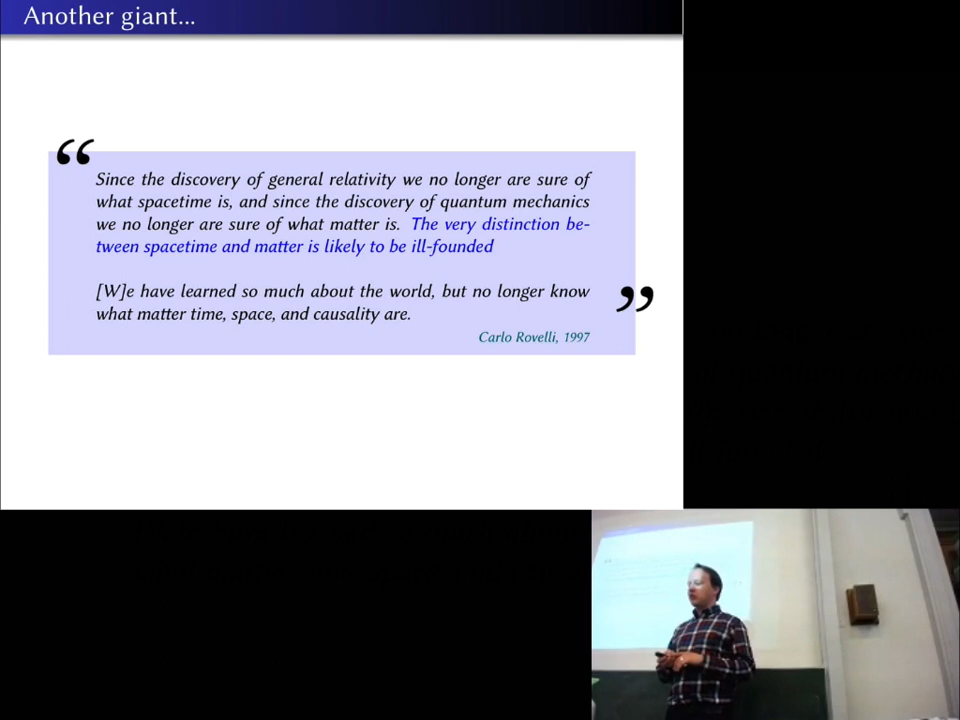 Another giant...
“
Since the discovery of general relativity we no longer are sure of
what spacetime is, and since the discovery of quantum mechanics
we no longer are sure of what matter is. The very distinction be-
tween spacetime and matter is likely to be ill-founded
[W]e have learned so much about the world, but no longer know
what matter time, space, and causality are.
”
Carlo Rovelli, 1997